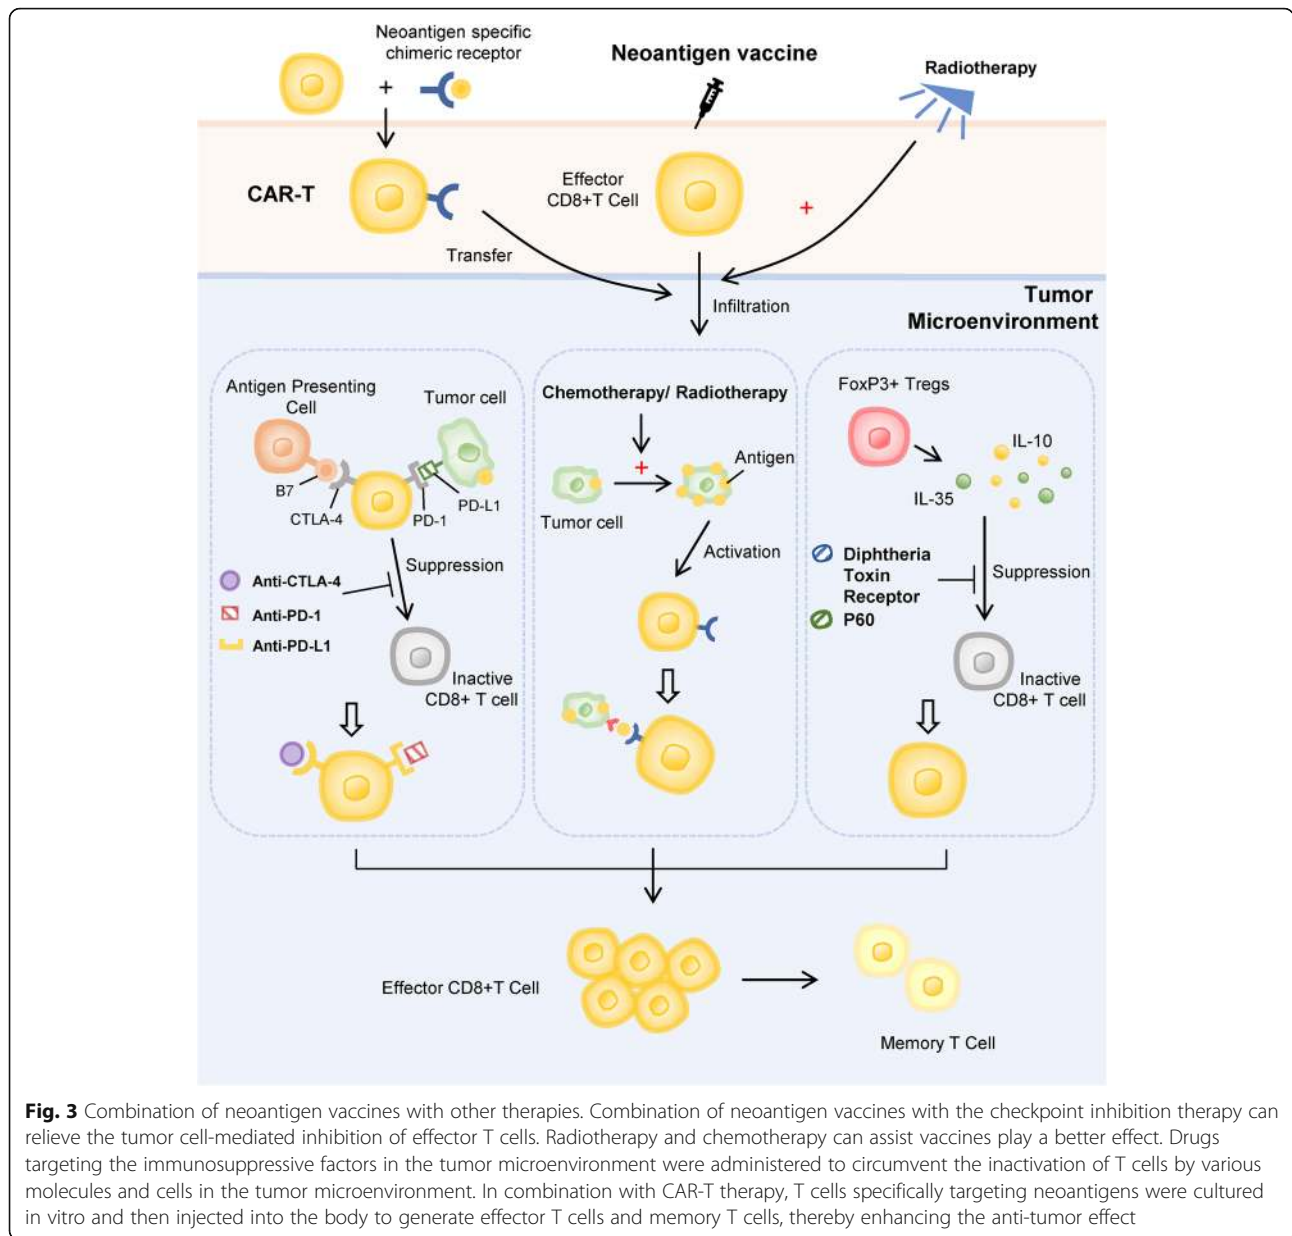 Neoantigen specific
chimeric receptor
+
Neoantigen vaccine
Radiotherapy
CAR-T
Effector
CD8+T Cell
+
Transfer
Infiltration
Tumor
Microenvironment
Antigen Presenting
Cell
Tumor cell
B7
CTLA-4
PD-1
PD-L1
Suppression
Anti-CTLA-4
Anti-PD-1
Anti-PD-L1
Inactive
CD8+ T cell
Chemotherapy/ Radiotherapy
+
Antigen
Tumor cell
Activation
FoxP3+ Tregs
IL-10
IL-35
Diphtheria
Toxin
Receptor
P60
Suppression
Inactive
CD8+ T cell
Effector CD8+T Cell
Memory T Cell
Fig. 3 Combination of neoantigen vaccines with other therapies. Combination of neoantigen vaccines with the checkpoint inhibition therapy can
relieve the tumor cell-mediated inhibition of effector T cells. Radiotherapy and chemotherapy can assist vaccines play a better effect. Drugs
targeting the immunosuppressive factors in the tumor microenvironment were administered to circumvent the inactivation of T cells by various
molecules and cells in the tumor microenvironment. In combination with CAR-T therapy, T cells specifically targeting neoantigens were cultured
in vitro and then injected into the body to generate effector T cells and memory T cells, thereby enhancing the anti-tumor effect